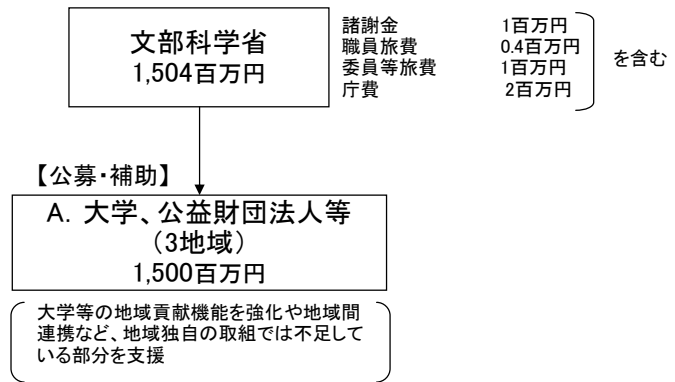 文部科学省
1,504百万円
諸謝金 1百万円
職員旅費 0.4百万円
委員等旅費 1百万円
庁費 2百万円
を含む
【公募・補助】
A. 大学、公益財団法人等
（3地域）
1,500百万円
大学等の地域貢献機能を強化や地域間
連携など、地域独自の取組では不足して
いる部分を支援